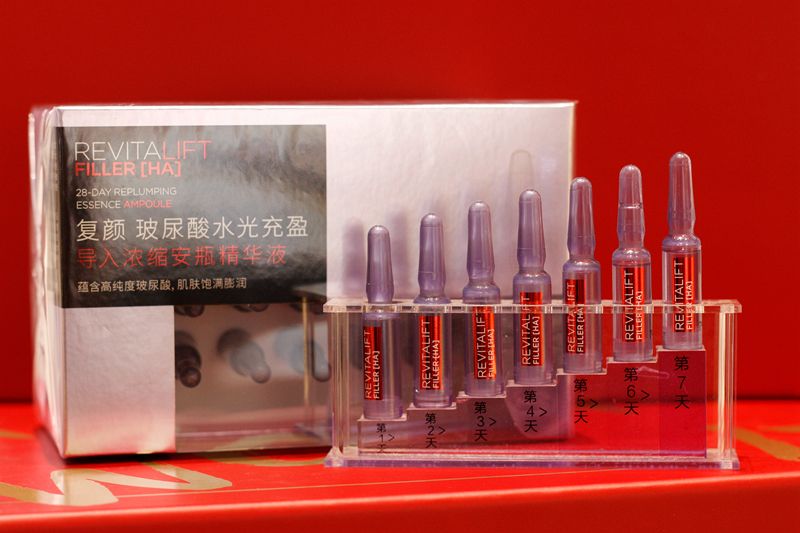 REVITALIFT
FILLER [HA]
28-DAY REPLUMPING
ESSENCE AMPOULE
复颜 玻尿酸水光充盈
导入浓缩安瓶精华液
蕴含高纯度玻尿酸，肌肤饱满膨润
REVITALIFT
FILLER [HA]
REVITALIFT
FILLER [HA]
REVITALIFT
FILLER [HA]
REVITALIFT
FILLER [HA]
REVITALIFT
FILLER [HA]
REVITALIFT
FILLER [HA]
REVITALIFT
FILLER [HA]
第1天>
第2天>
第3天>
第4天>
第5天>
第6天>
第7天